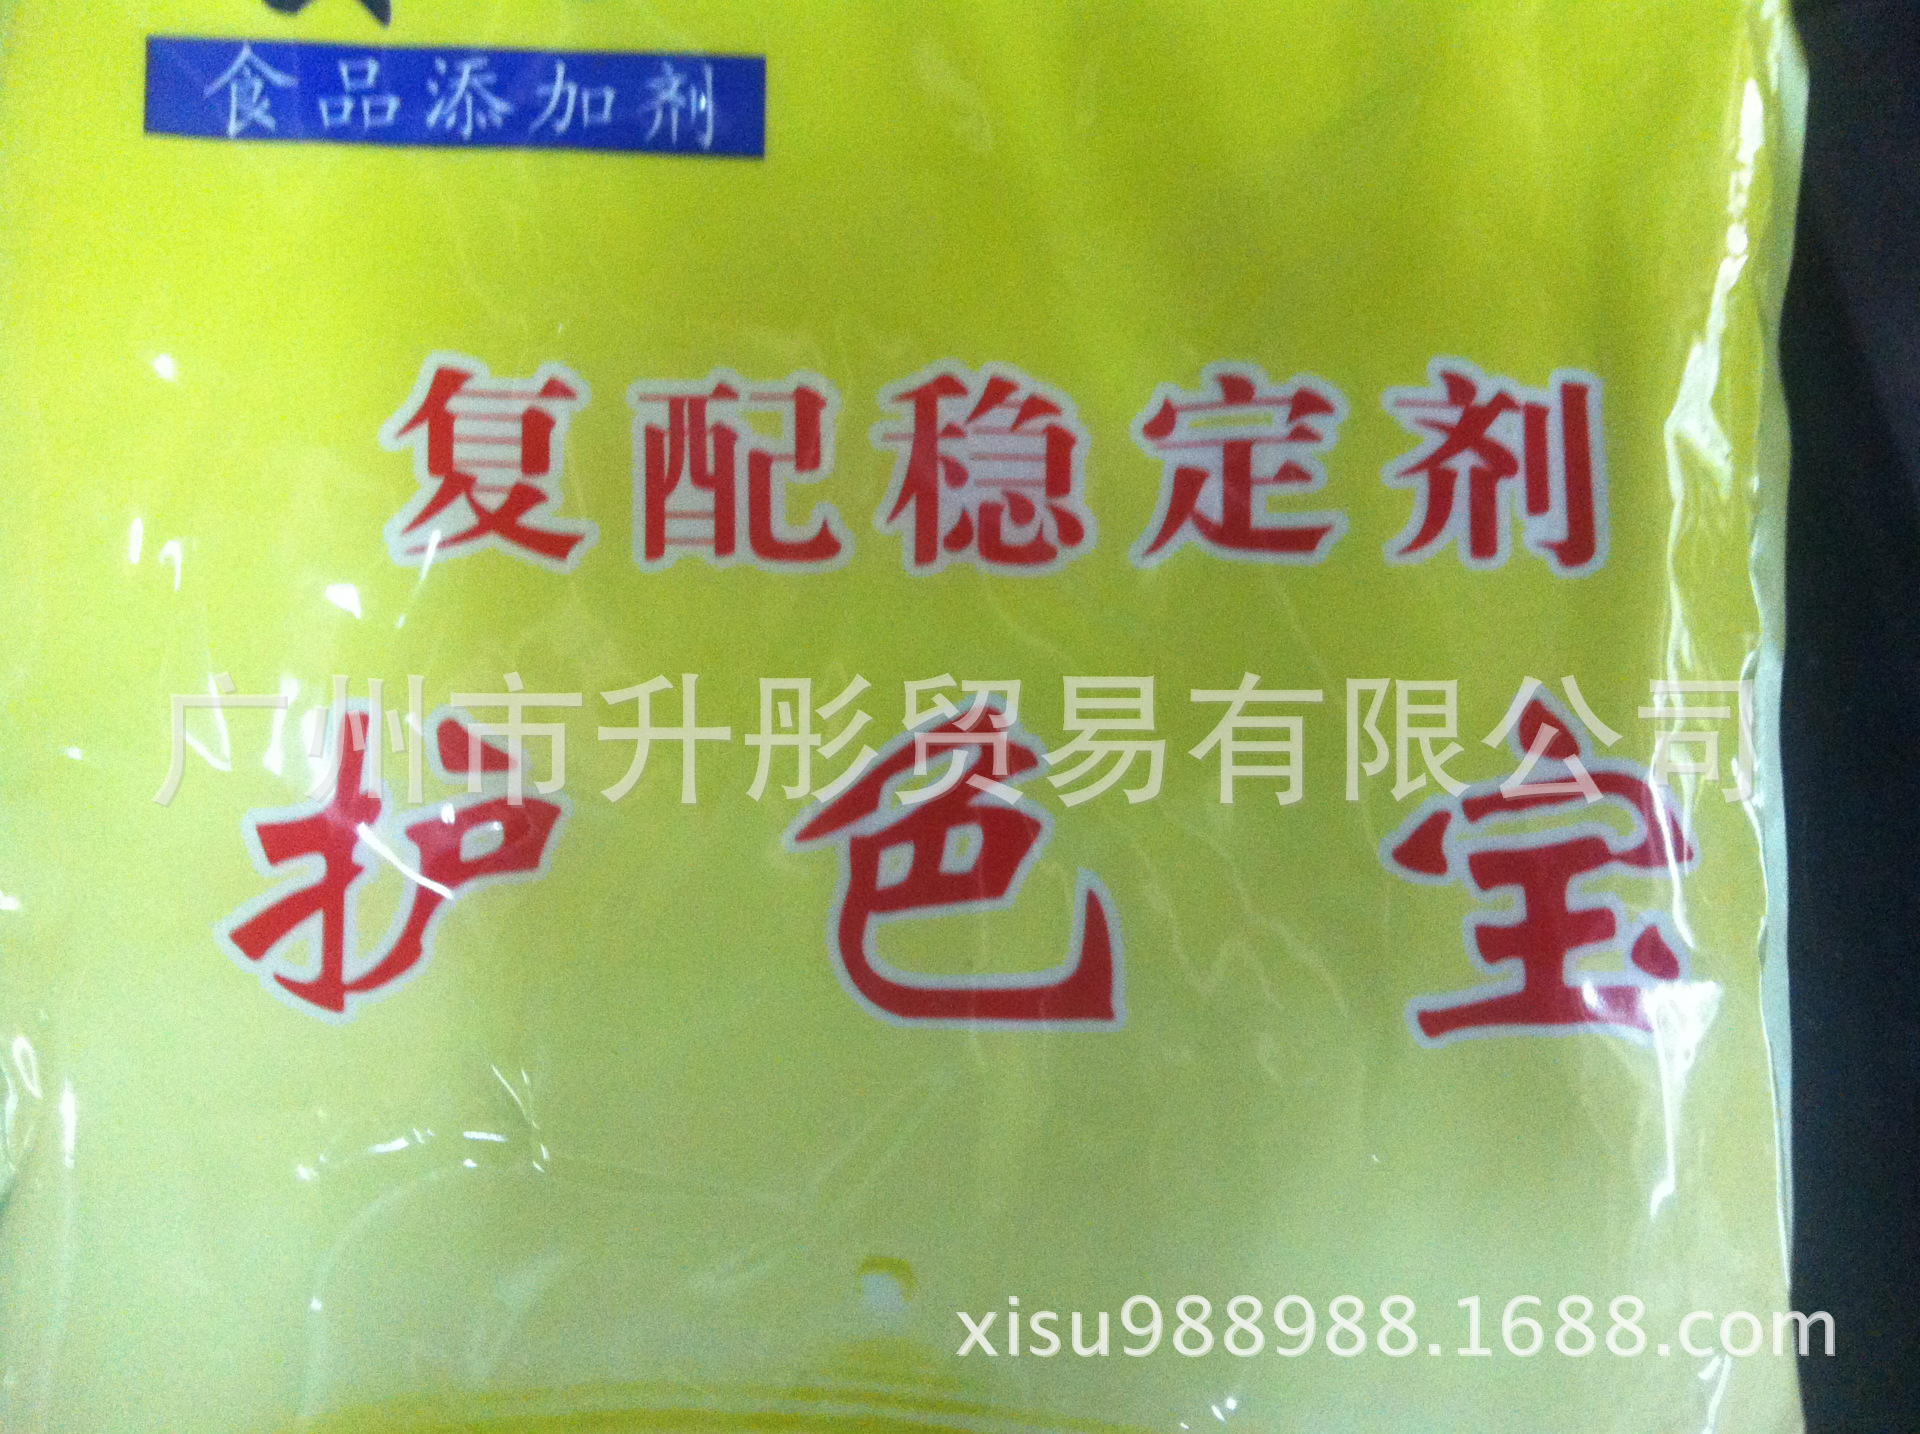 食品添加剂
复配稳定剂
广州市升彤贸易有限公司
护色宝
xisu988988.1688.com